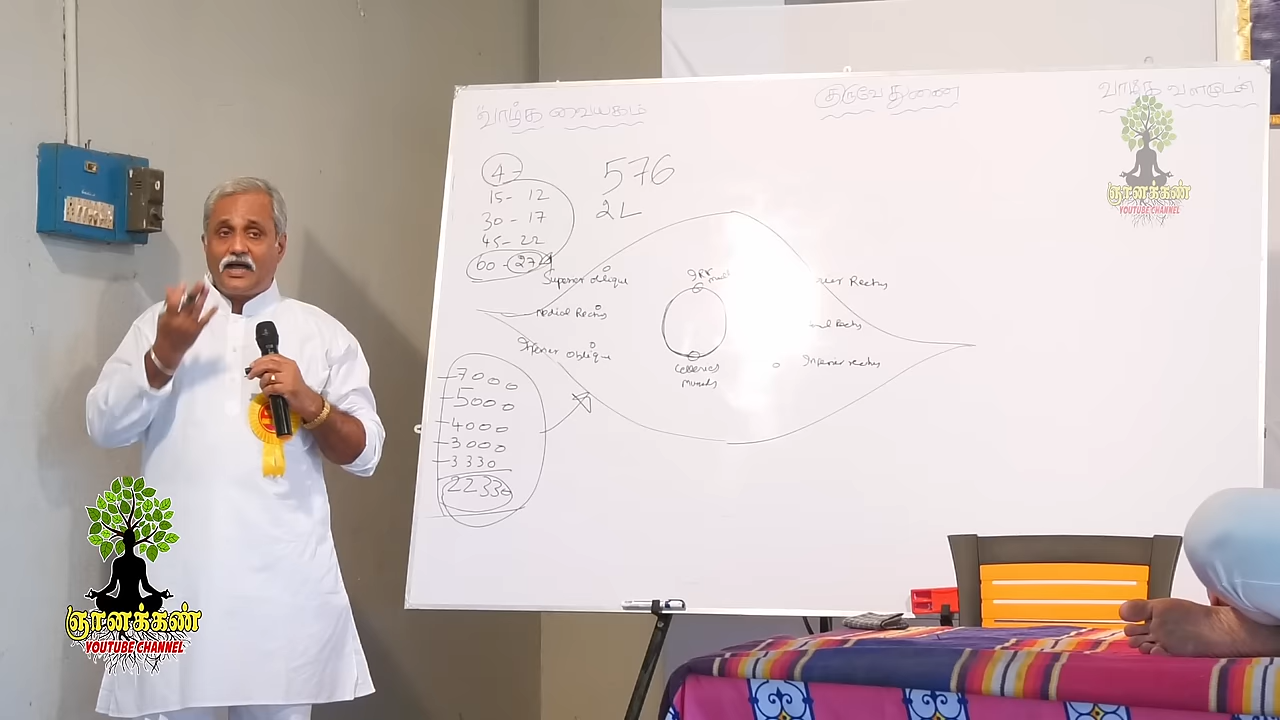 வாழ்க வையகம்
குருவே துணை
வாழ்க வளமுடன்
ஞானக்கண்
YOUTUBE CHANNEL
4 -
15 - 12
30 - 17
45 - 22
60 - 27
576
2L
Superior oblique
Medial Rectus
Inferior oblique
Rectus
Inferior rectus
7000
5000
4000
3000
3330
22330
ஞானக்கண்
YOUTUBE CHANNEL